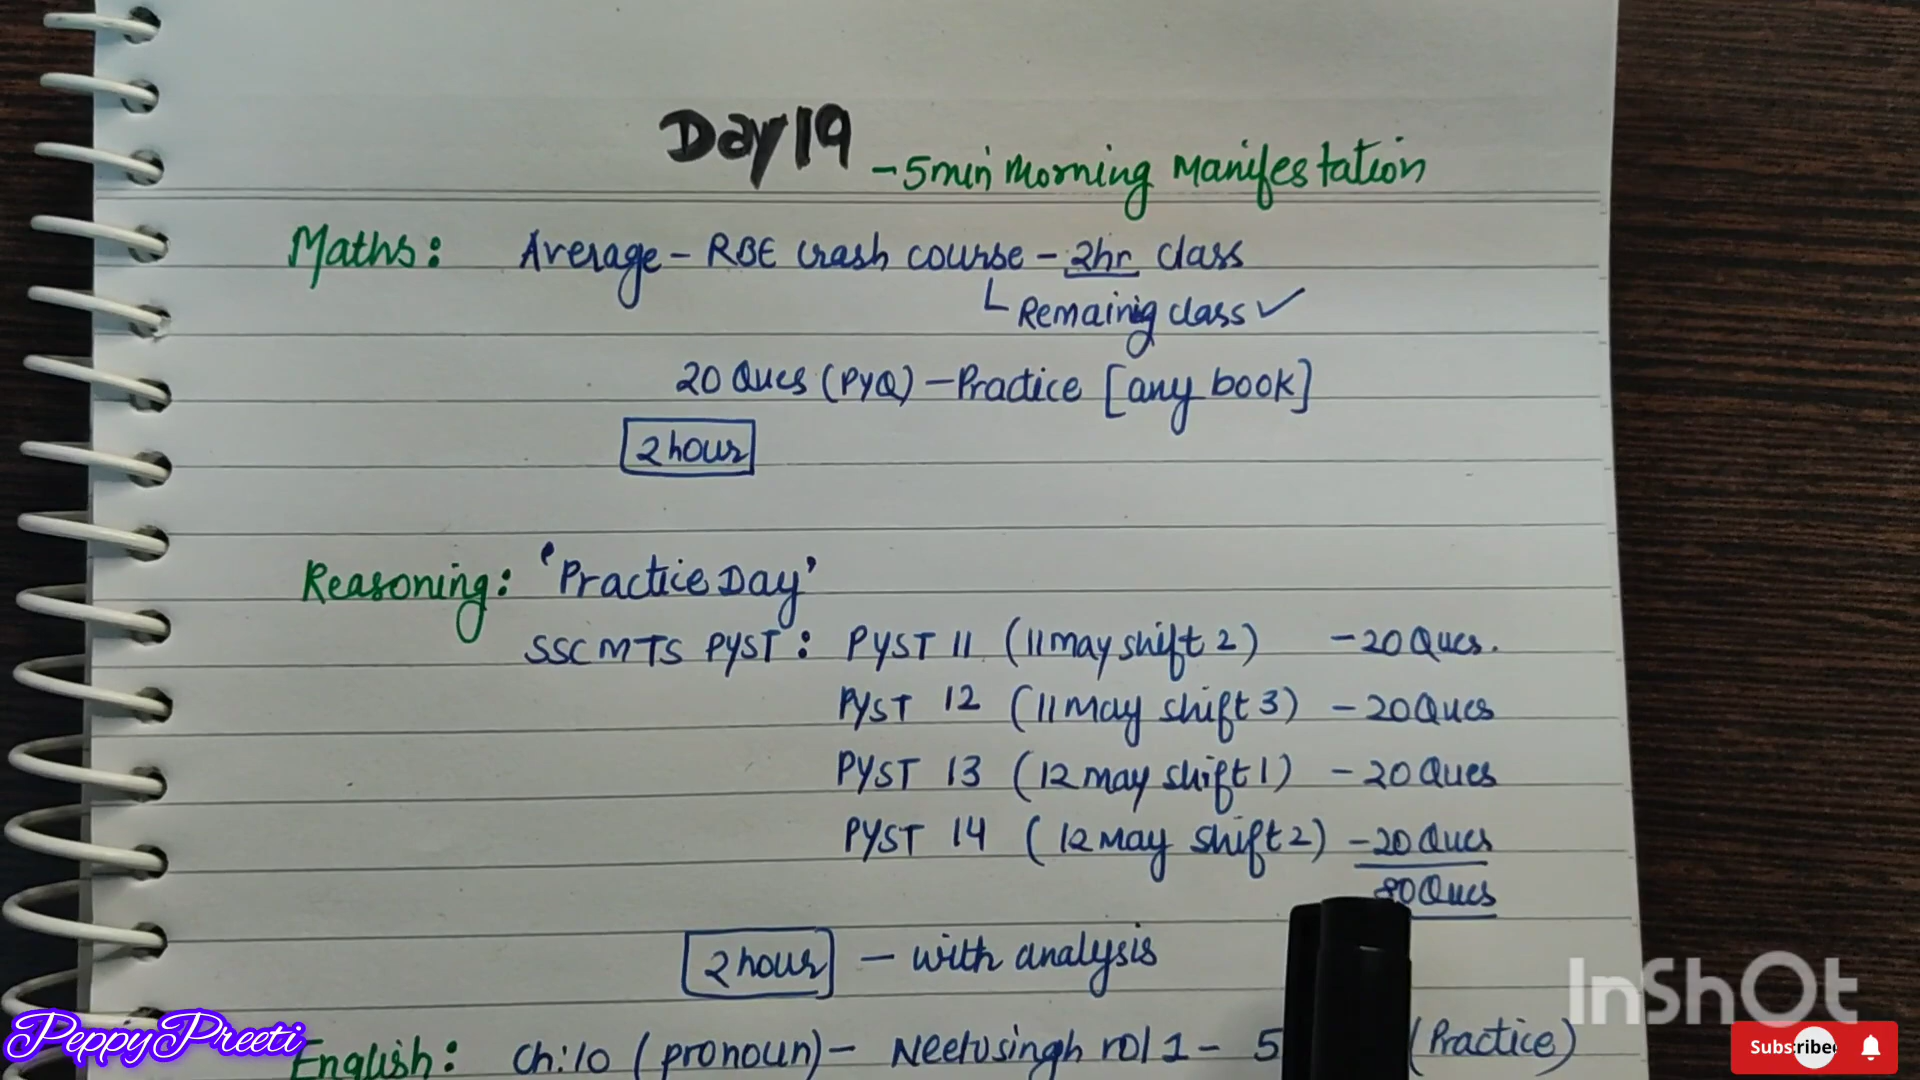 Day 19
- 5min Morning Manifestation
Maths: Average - RBE crash course - 2hr class
Remainig class ✓
20 Ques (PYQ) - Practice [any book]
2 hour
Reasoning: 'Practice Day'
SSC MTS PYST: PYST 11 (11 may shift 2) - 20 Ques.
PYST 12 (11 May shift 3) - 20 Ques
PYST 13 (12 may shift 1) - 20 Ques
PYST 14 (12 May shift 2) - 20 Ques
80 Ques
2 hour - with analysis
English: Ch:10 (pronoun) - Neetu singh vol 1 - 5 (Practice)
PeppyPreeti
InShOt
Subscribe